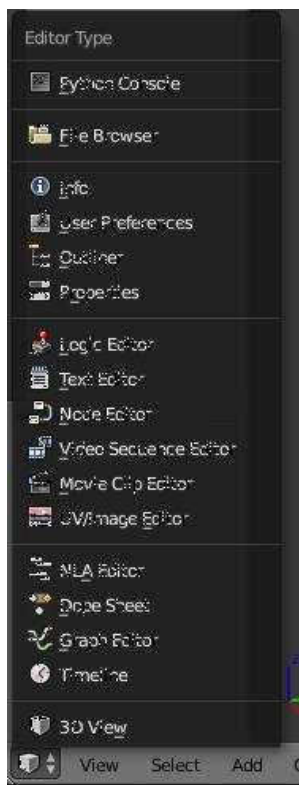 Editor Type
Python Console
File Browser
Info
User Preferences
Outliner
Properties
Logic Editor
Text Editor
Node Editor
Video Sequence Editor
Movie Clip Editor
UV/Image Editor
NLA Editor
Dope Sheet
Graph Editor
Timeline
3D View
View Select Add